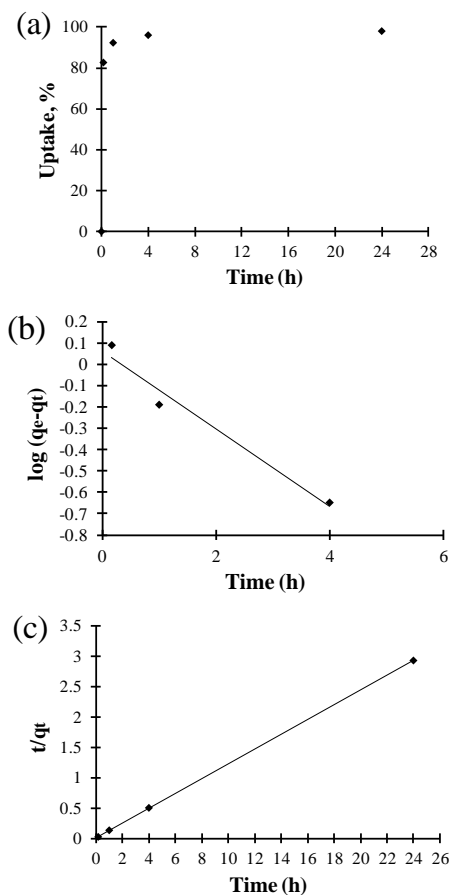 (a)
100
80
60
40
20
0
Uptake, %
0 4 8 12 16 20 24 28
Time (h)
(b)
0.2
0.1
0
-0.1
-0.2
-0.3
-0.4
-0.5
-0.6
-0.7
-0.8
log (qe-qt)
0 2 4 6
Time (h)
(c)
3.5
3
2.5
2
1.5
1
0.5
0
t/qt
0 2 4 6 8 10 12 14 16 18 20 22 24 26
Time (h)